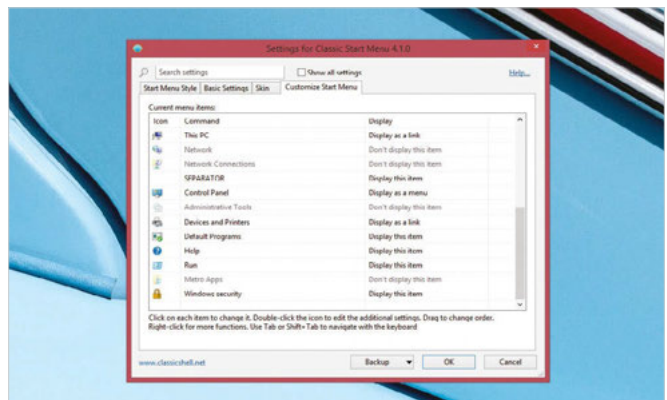 Settings for Classic Start Menu 4.1.0
Search settings
Show all settings
Help...
Start Menu Style Basic Settings Skin Customize Start Menu
Current menu items:
Icon Command Display
This PC Display as a link
Network Don't display this item
Network Connections Don't display this item
SEPARATOR Display this item
Control Panel Display as a menu
Administrative Tools Don't display this item
Devices and Printers Display as a link
Default Programs Display this item
Help Display this item
Run Display this item
Metro Apps Don't display this item
Windows security Display this item
Click on each item to change it. Double-click the icon to edit the additional settings. Drag to change order.
Right-click for more functions. Use Tab or Shift+Tab to navigate with the keyboard
www.classicshell.net Backup OK Cancel